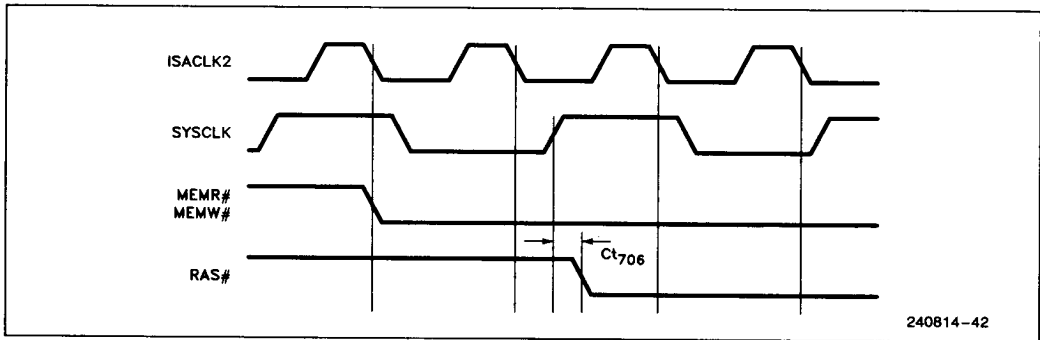 ISACLK2
SYSCLK
MEMR#
MEMW#
Ct706
RAS#
240814-42